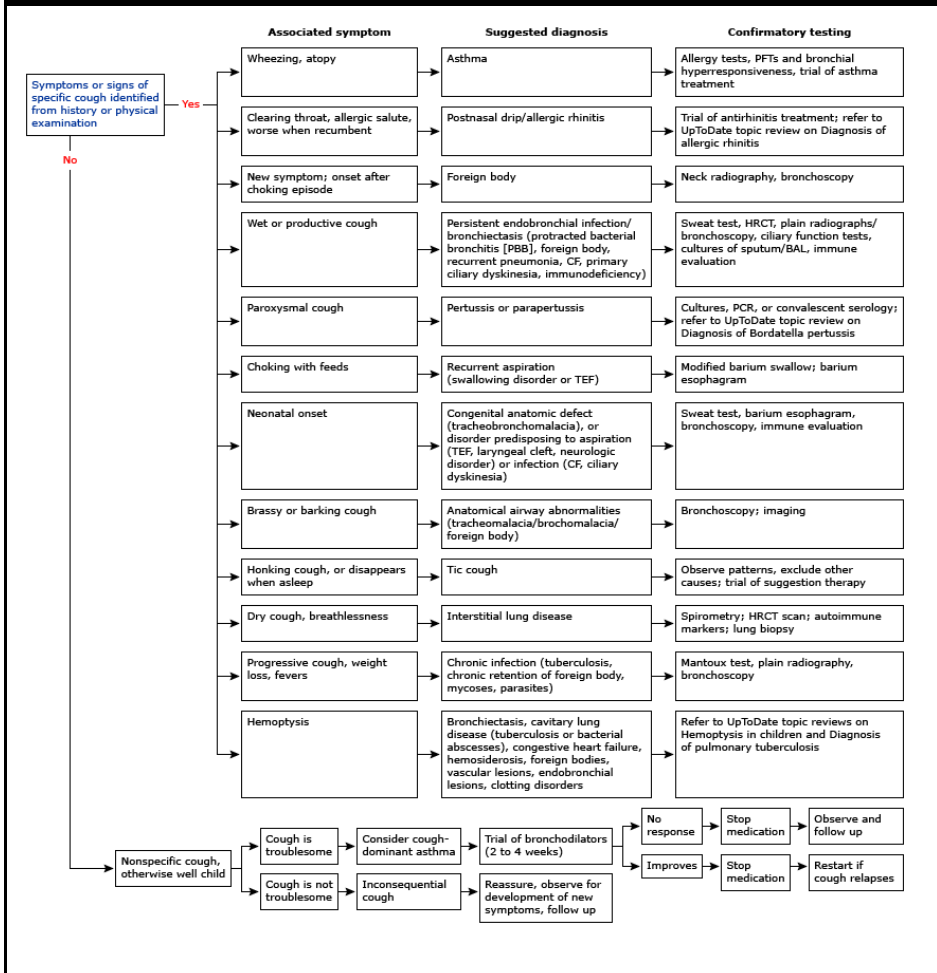 Associated symptom
Suggested diagnosis
Confirmatory testing
Symptoms or signs of
specific cough identified
from history or physical
examination
Yes
No
Wheezing, atopy
Asthma
Allergy tests, PFTs and bronchial
hyperresponsiveness, trial of asthma
treatment
Clearing throat, allergic salute,
worse when recumbent
Postnasal drip/allergic rhinitis
Trial of antirhinitis treatment; refer to
UpToDate topic review on Diagnosis of
allergic rhinitis
New symptom; onset after
choking episode
Foreign body
Neck radiography, bronchoscopy
Wet or productive cough
Persistent endobronchial infection/
bronchiectasis (protracted bacterial
bronchitis [PBB], foreign body,
recurrent pneumonia, CF, primary
ciliary dyskinesia, immunodeficiency)
Sweat test, HRCT, plain radiographs/
bronchoscopy, ciliary function tests,
cultures of sputum/BAL, immune
evaluation
Paroxysmal cough
Pertussis or parapertussis
Cultures, PCR, or convalescent serology;
refer to UpToDate topic review on
Diagnosis of Bordatella pertussis
Choking with feeds
Recurrent aspiration
(swallowing disorder or TEF)
Modified barium swallow; barium
esophagram
Neonatal onset
Congenital anatomic defect
(tracheobronchomalacia), or
disorder predisposing to aspiration
(TEF, laryngeal cleft, neurologic
disorder) or infection (CF, ciliary
dyskinesia)
Sweat test, barium esophagram,
bronchoscopy, immune evaluation
Brassy or barking cough
Anatomical airway abnormalities
(tracheomalacia/brochomalacia/
foreign body)
Bronchoscopy; imaging
Honking cough, or disappears
when asleep
Tic cough
Observe patterns, exclude other
causes; trial of suggestion therapy
Dry cough, breathlessness
Interstitial lung disease
Spirometry; HRCT scan; autoimmune
markers; lung biopsy
Progressive cough, weight
loss, fevers
Chronic infection (tuberculosis,
chronic retention of foreign body,
mycoses, parasites)
Mantoux test, plain radiography,
bronchoscopy
Hemoptysis
Bronchiectasis, cavitary lung
disease (tuberculosis or bacterial
abscesses), congestive heart failure,
hemosiderosis, foreign bodies,
vascular lesions, endobronchial
lesions, clotting disorders
Refer to UpToDate topic reviews on
Hemoptysis in children and Diagnosis
of pulmonary tuberculosis
Nonspecific cough,
otherwise well child
Cough is
troublesome
Consider cough-
dominant asthma
Trial of bronchodilators
(2 to 4 weeks)
No
response
Stop
medication
Observe and
follow up
Improves
Stop
medication
Restart if
cough relapses
Cough is not
troublesome
Inconsequential
cough
Reassure, observe for
development of new
symptoms, follow up